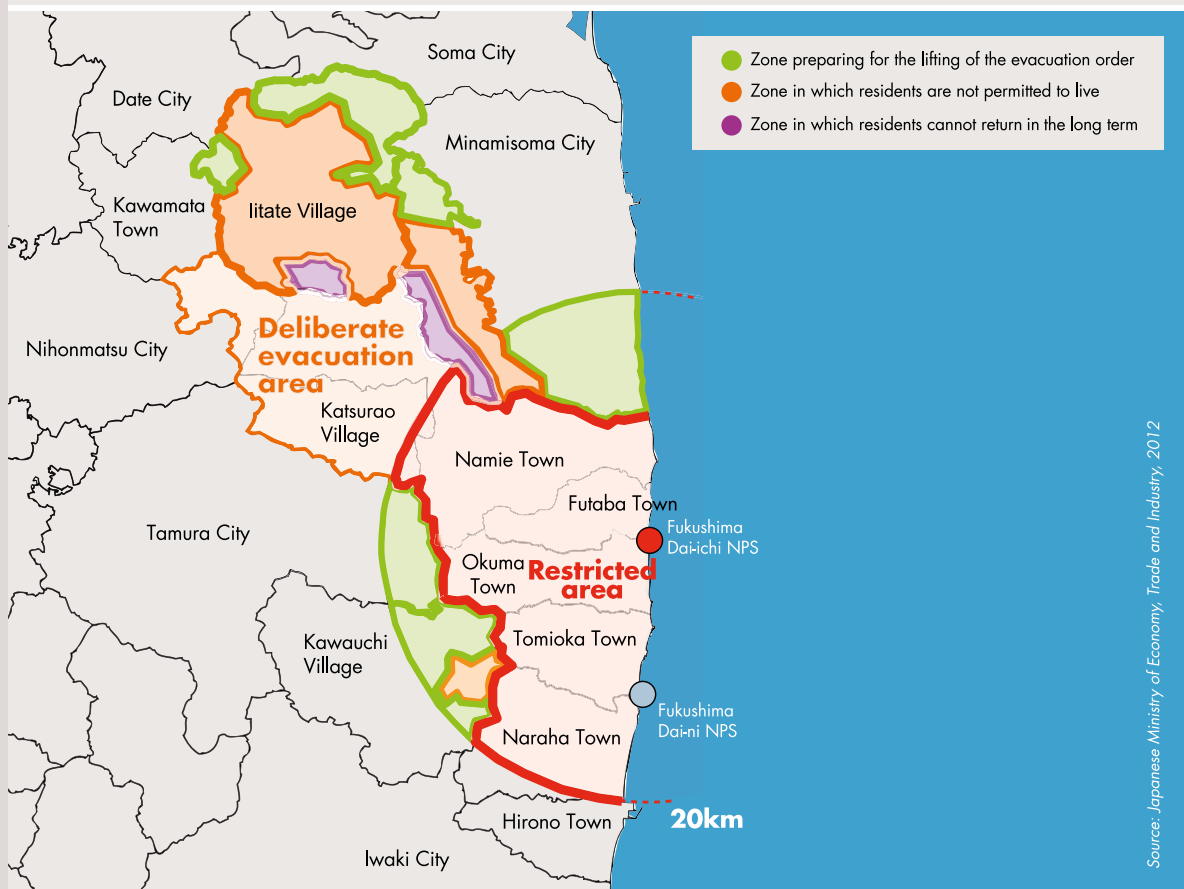 Soma City
Zone preparing for the lifting of the evacuation order
Zone in which residents are not permitted to live
Zone in which residents cannot return in the long term
Date City
Minamisoma City
Kawamata
Town
Iitate Village
Deliberate
evacuation
area
Nihonmatsu City
Katsurao
Village
Namie Town
Futaba Town
Fukushima
Dai-ichi NPS
Tamura City
Okuma
Town
Restricted
area
Tomioka Town
Kawauchi
Village
Fukushima
Dai-ni NPS
Naraha Town
20km
Hirono Town
Iwaki City
Source: Japanese Ministry of Economy, Trade and Industry, 2012